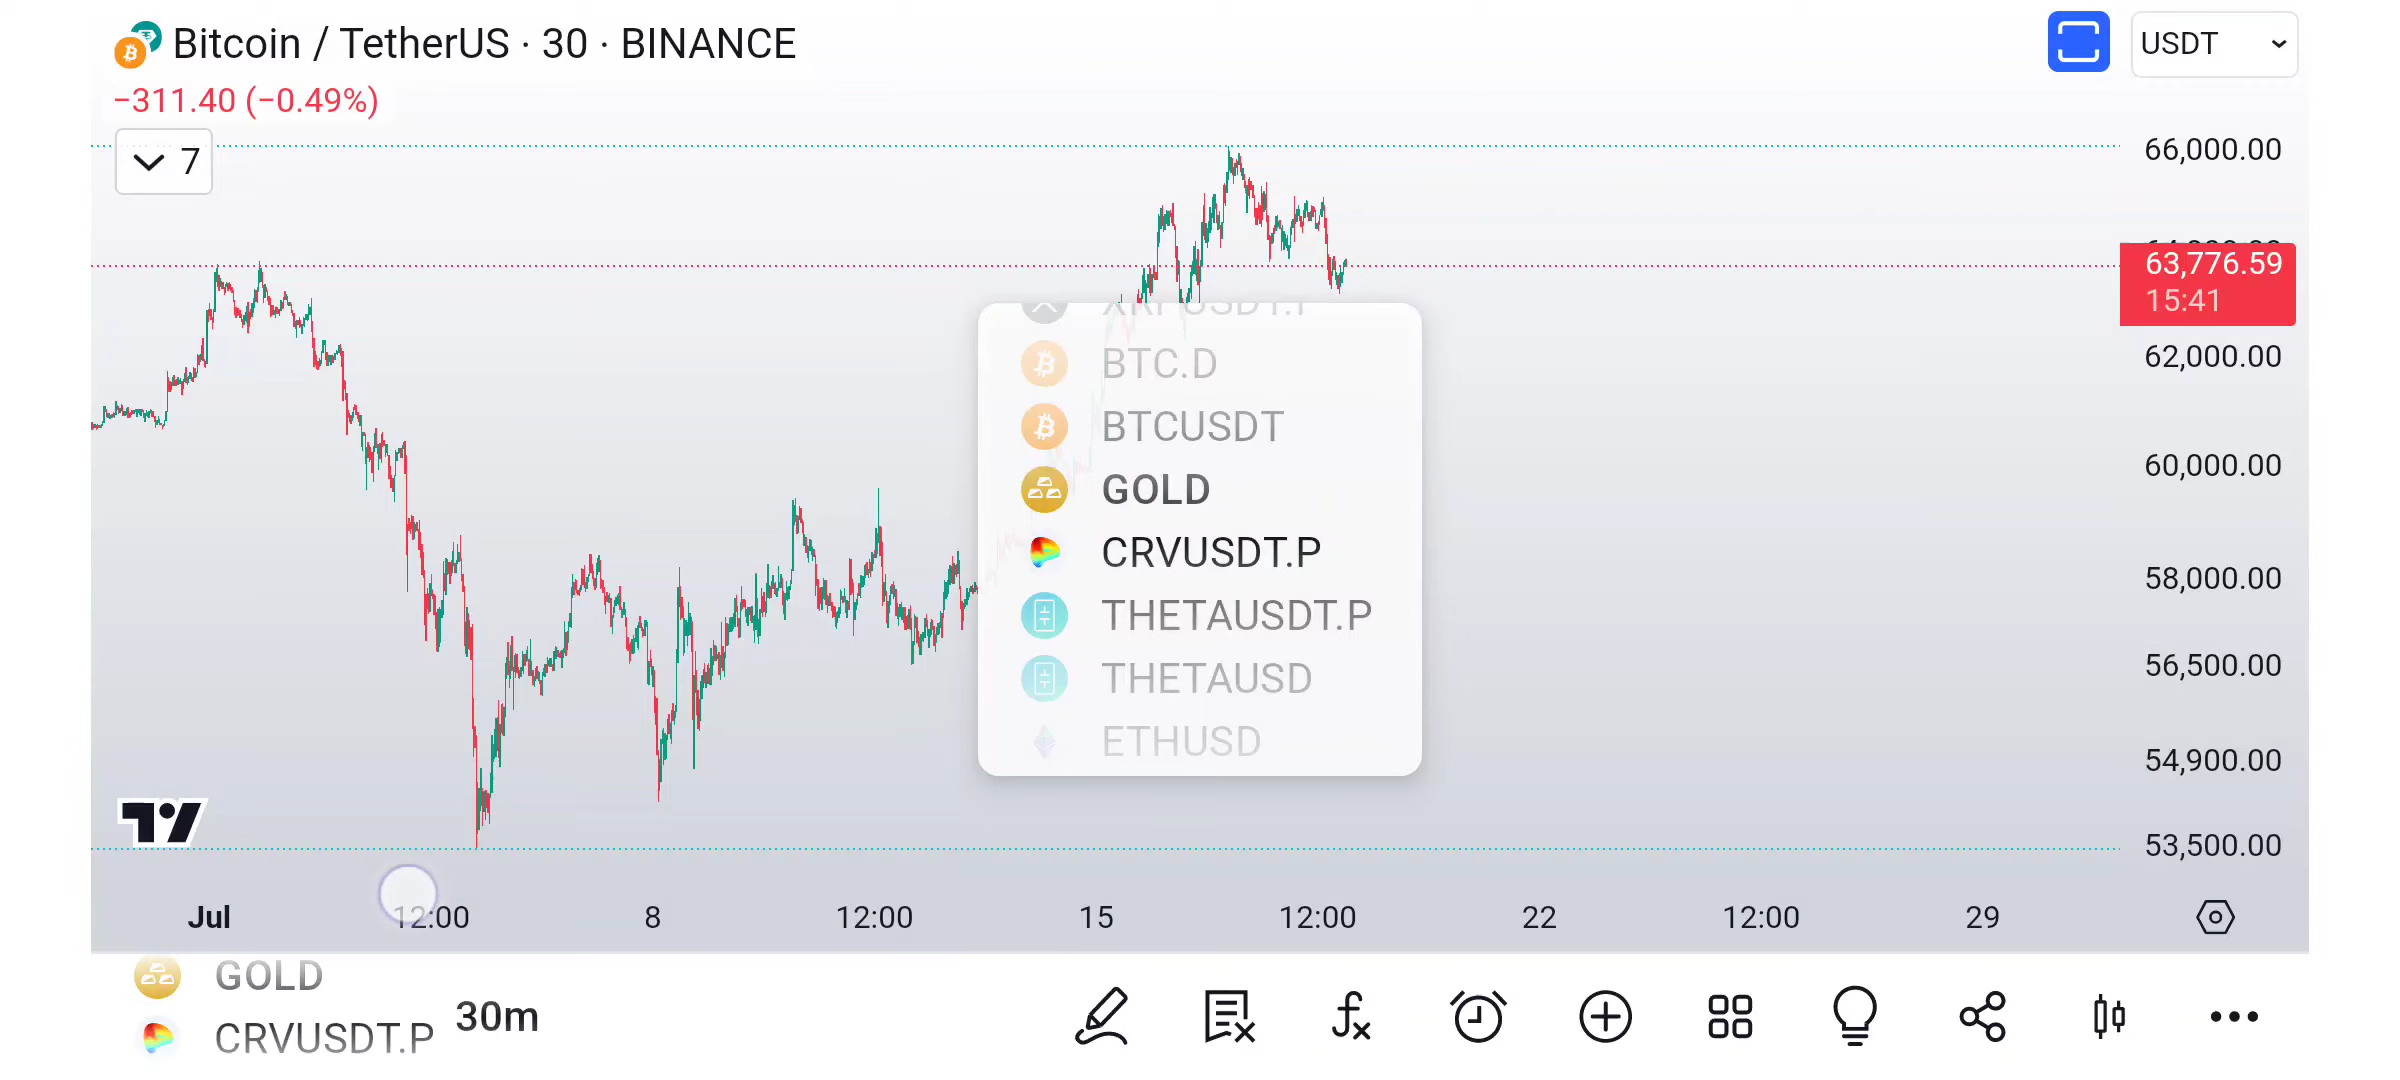 Bitcoin / TetherUS · 30 · BINANCE
USDT
−311.40 (−0.49%)
7
66,000.00
63,776.59
15:41
62,000.00
60,000.00
58,000.00
56,500.00
54,900.00
53,500.00
BTC.D
BTCUSDT
GOLD
CRVUSDT.P
THETAUSDT.P
THETAUSD
ETHUSD
Jul 12:00 8 12:00 15 12:00 22 12:00 29
GOLD
CRVUSDT.P
30m